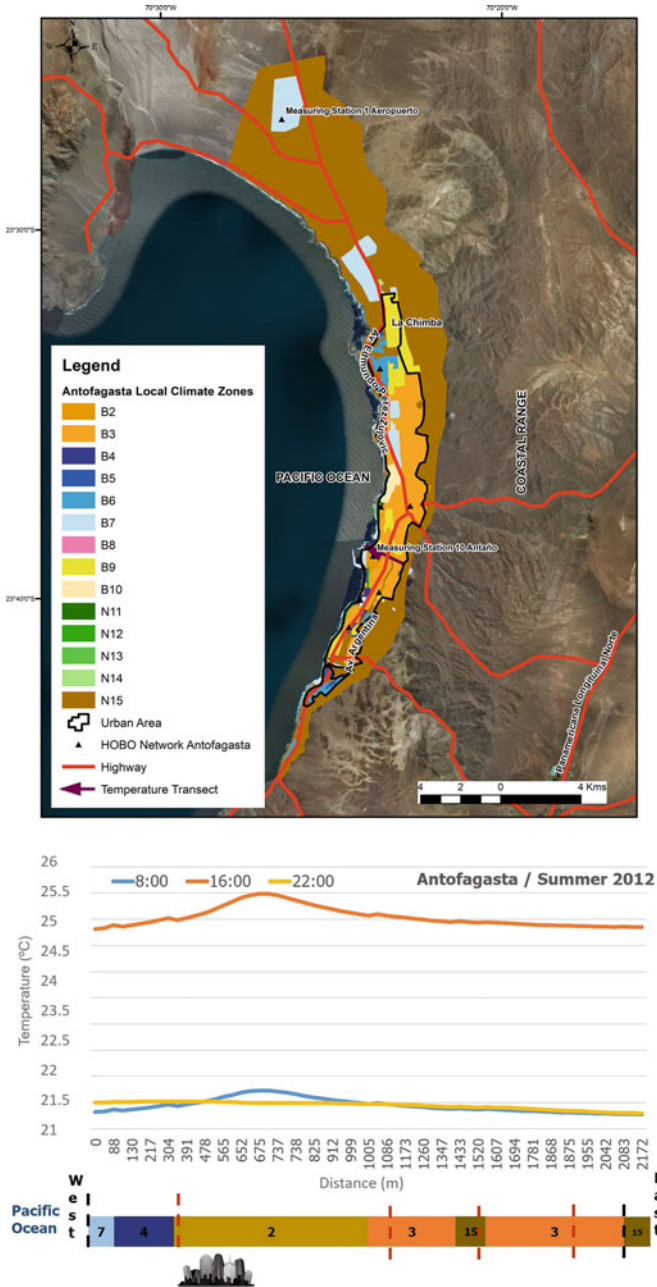 70°30'0"W
70°20'0"W
N
W
E
S
Measuring Station 1 Aeropuerto
23°30'0"S
La Chimba
Av. Edmundo Perez Zujovic
Legend
Antofagasta Local Climate Zones
B2
B3
B4
B5
B6
B7
B8
B9
B10
N11
N12
N13
N14
N15
Urban Area
HOBO Network Antofagasta
Highway
Temperature Transect
PACIFIC OCEAN
COASTAL RANGE
Measuring Station 10 Antaño
23°40'0"S
Av. Argentina
Panamericana Longitudinal Norte
4 2 0 4 Kms
26
8:00 16:00 22:00 Antofagasta / Summer 2012
25.5
25
24.5
24
23.5
23
22.5
22
21.5
21
Temperature (ºC)
0 88 130 217 304 391 478 565 652 675 737 738 825 912 999 1005 1086 1173 1260 1347 1433 1520 1607 1694 1781 1868 1875 1955 2042 2083 2172
Distance (m)
West
Pacific
Ocean
7 4 2 3 15 3 15